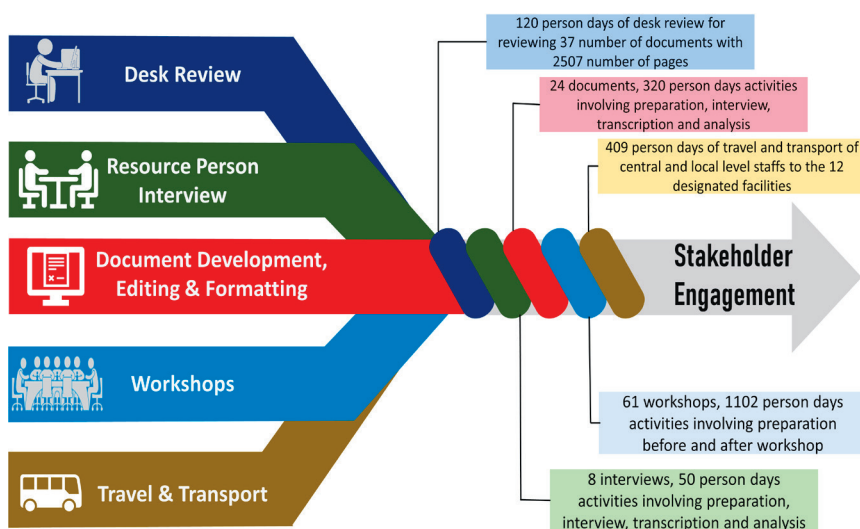 Desk Review
Resource Person
Interview
Document Development,
Editing & Formatting
Workshops
Travel & Transport
120 person days of desk review for
reviewing 37 number of documents with
2507 number of pages
24 documents, 320 person days activities
involving preparation, interview,
transcription and analysis
409 person days of travel and transport of
central and local level staffs to the 12
designated facilities
Stakeholder
Engagement
61 workshops, 1102 person days
activities involving preparation
before and after workshop
8 interviews, 50 person days
activities involving preparation,
interview, transcription and analysis